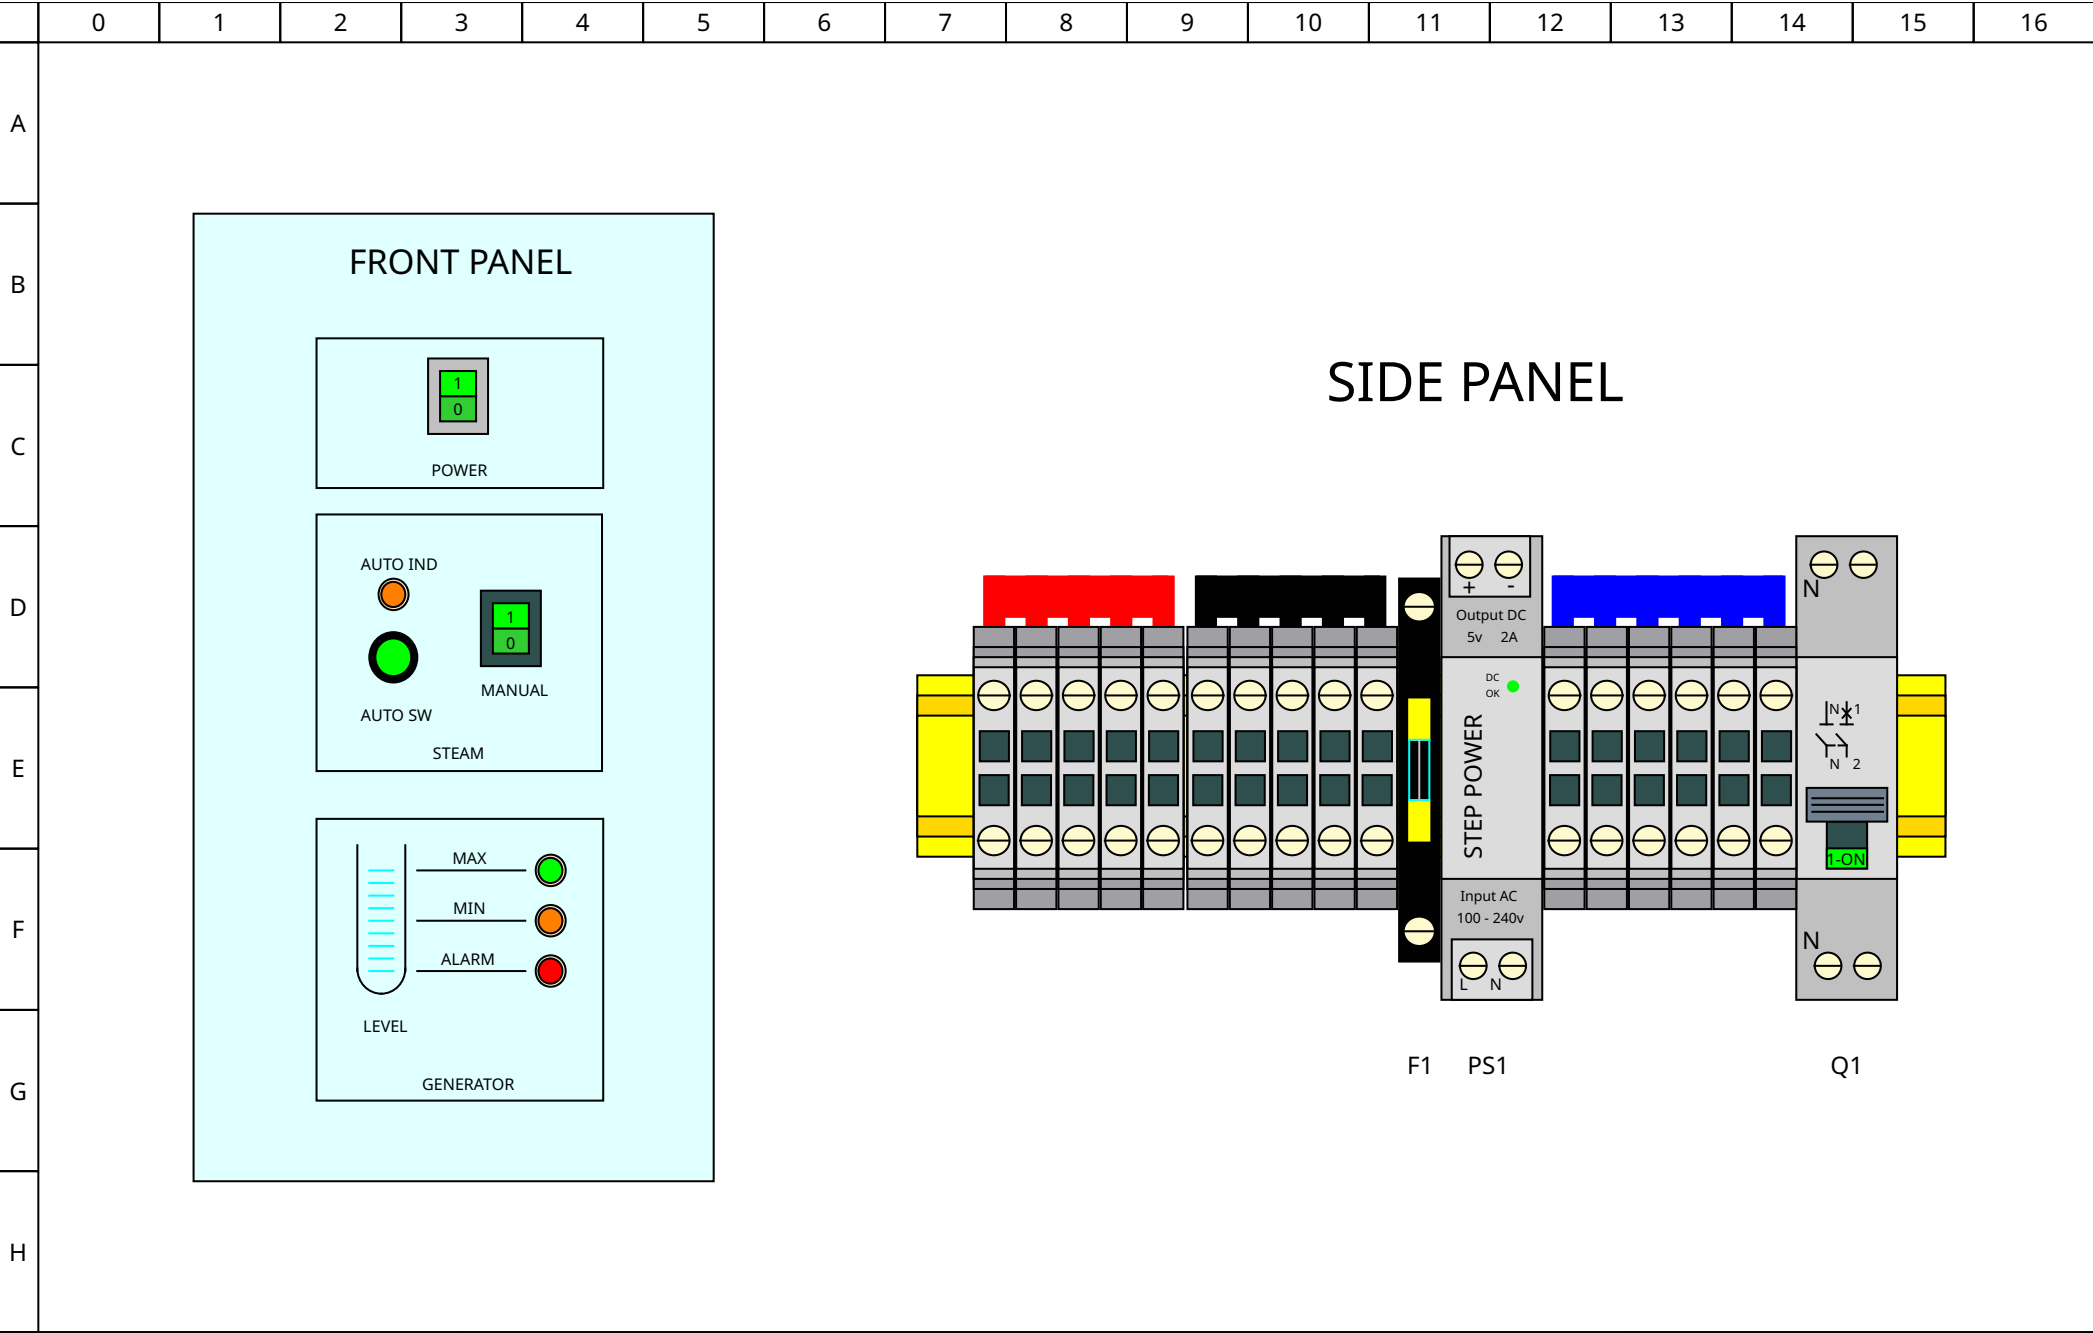 0 1 2 3 4 5 6 7 8 9 10 11 12 13 14 15 16
A
B
C
D
E
F
G
H
FRONT PANEL
1
0
POWER
AUTO IND
1
0
MANUAL
AUTO SW
STEAM
MAX
MIN
ALARM
LEVEL
GENERATOR
SIDE PANEL
+ -
Output DC
5v 2A
DC
OK
STEP POWER
Input AC
100 - 240v
L N
N
N 1
N 2
1-ON
N
F1 PS1 Q1